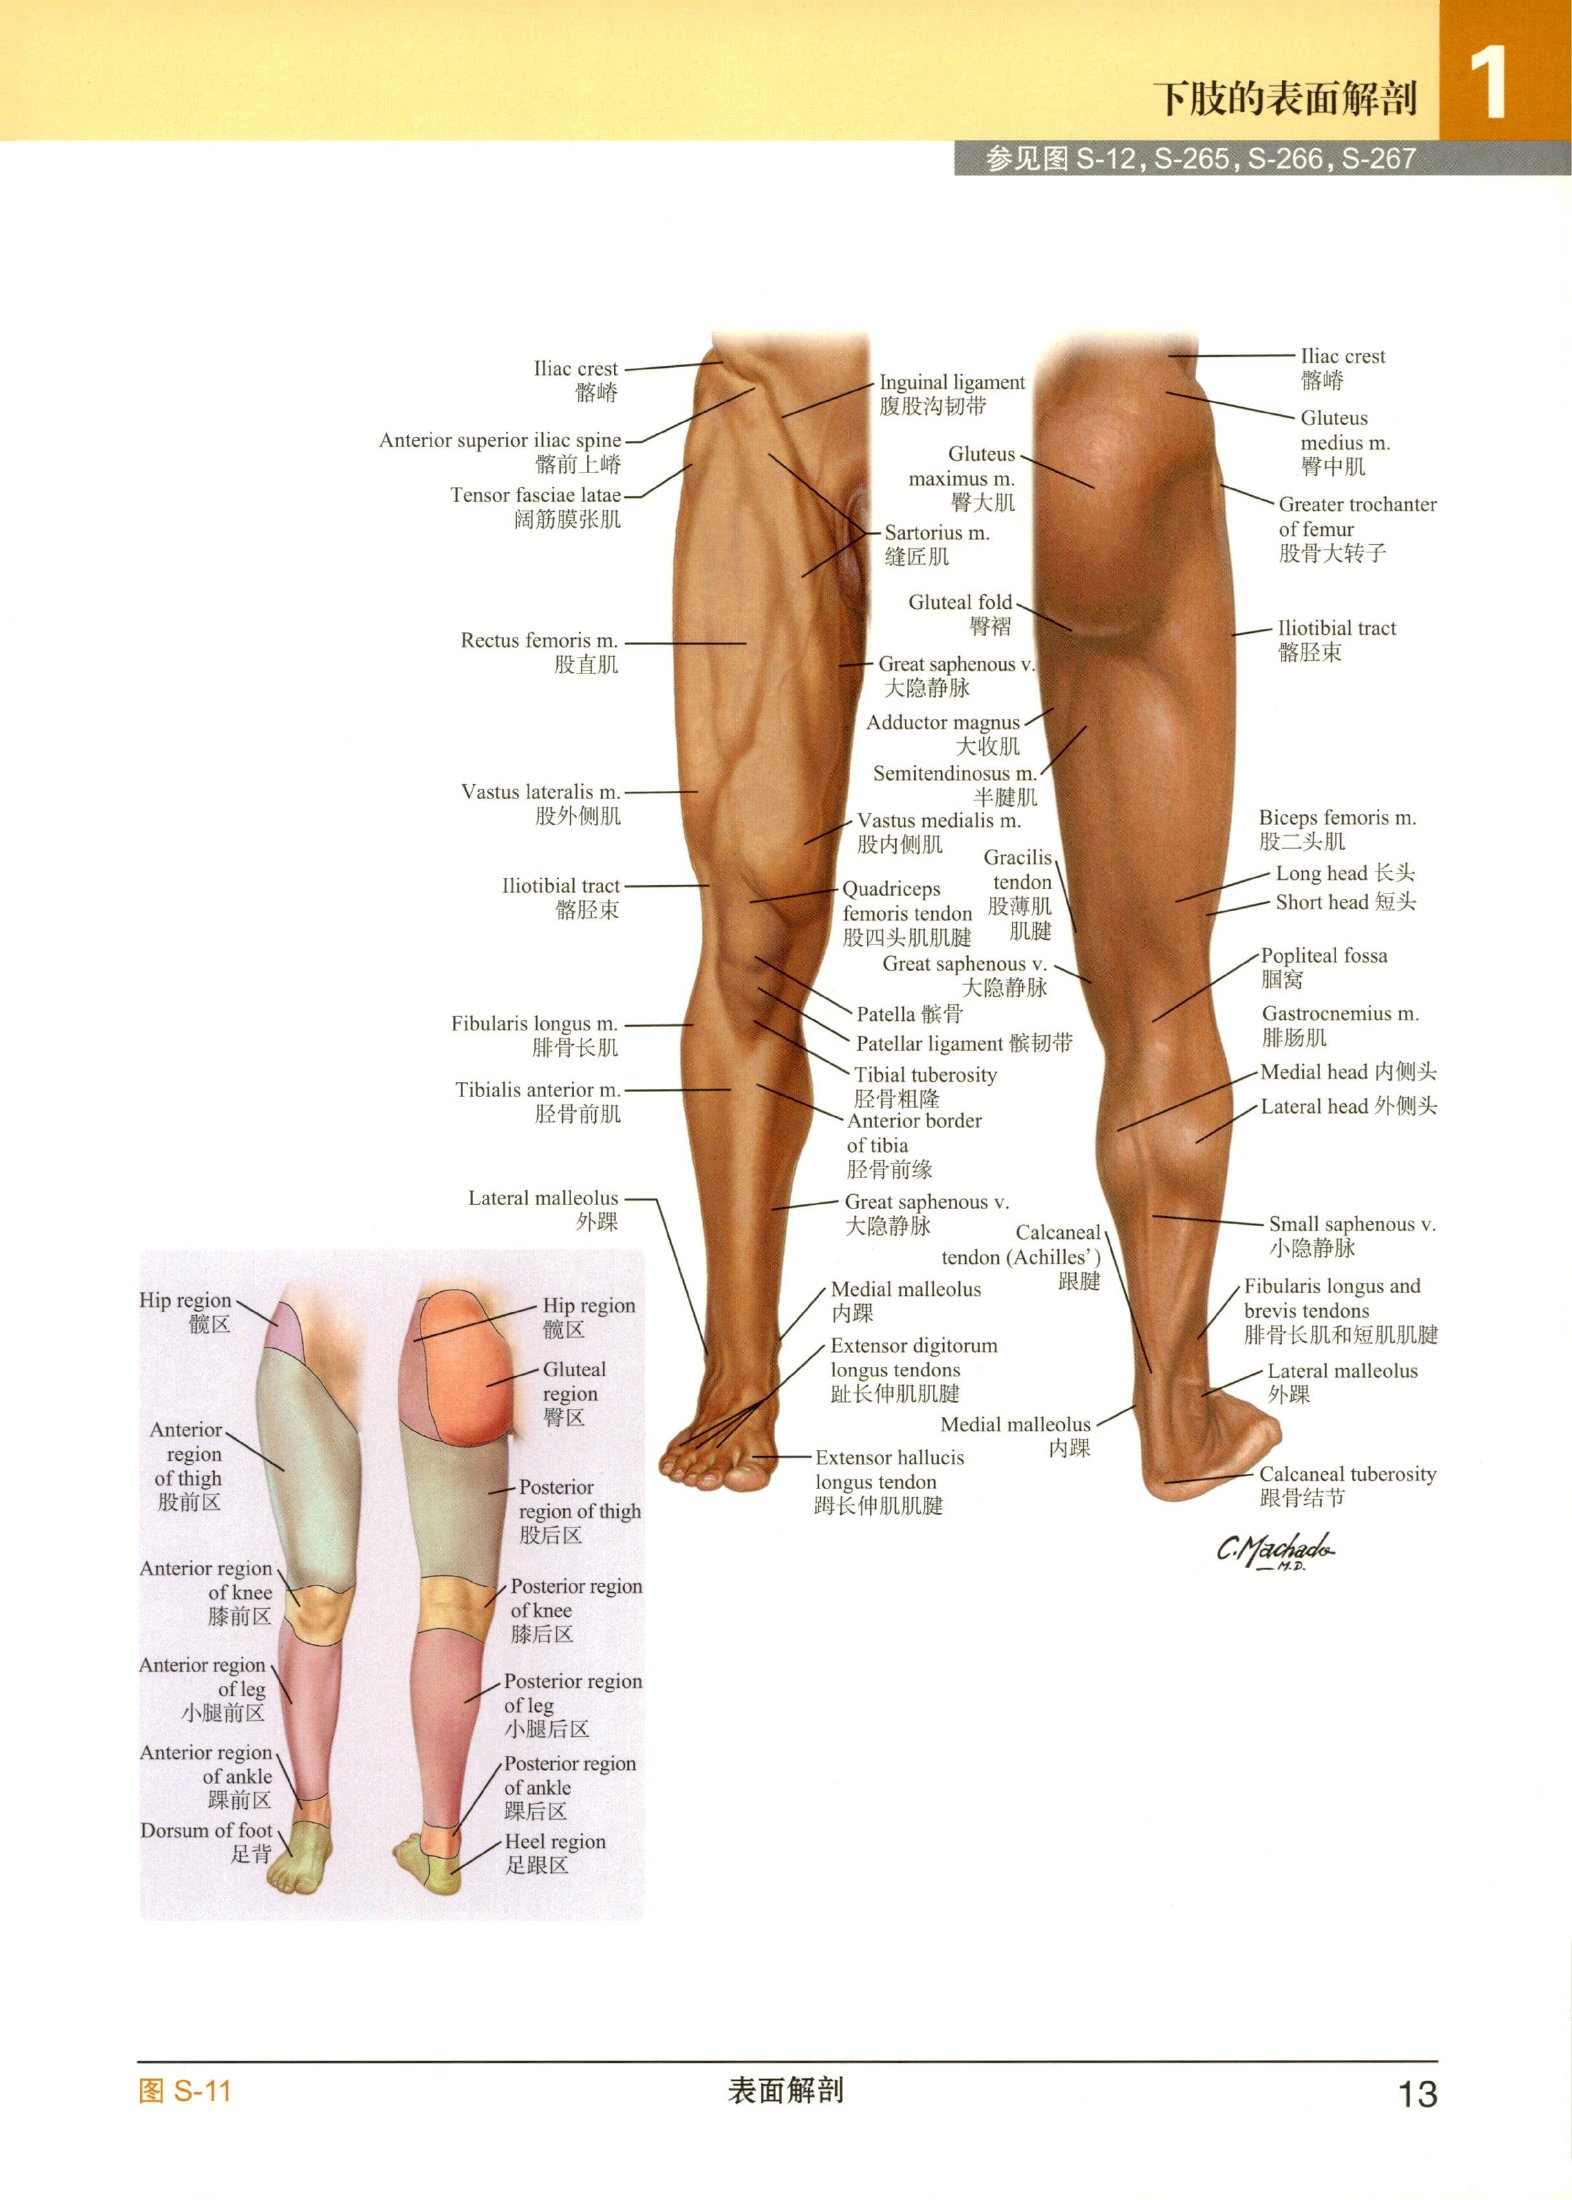 下肢的表面解剖
1
参见图 S-12, S-265, S-266, S-267
Iliac crest
髂嵴
Anterior superior iliac spine
髂前上嵴
Tensor fasciae latae
阔筋膜张肌
Rectus femoris m.
股直肌
Vastus lateralis m.
股外侧肌
Iliotibial tract
髂胫束
Fibularis longus m.
腓骨长肌
Tibialis anterior m.
胫骨前肌
Lateral malleolus
外踝
Inguinal ligament
腹股沟韧带
Gluteus
maximus m.
臀大肌
Sartorius m.
缝匠肌
Gluteal fold
臀褶
Great saphenous v.
大隐静脉
Adductor magnus
大收肌
Semitendinosus m.
半腱肌
Vastus medialis m.
股内侧肌
Gracilis
tendon
股薄肌
肌腱
Quadriceps
femoris tendon
股四头肌肌腱
Great saphenous v.
大隐静脉
Patella 髌骨
Patellar ligament 髌韧带
Tibial tuberosity
胫骨粗隆
Anterior border
of tibia
胫骨前缘
Great saphenous v.
大隐静脉
Calcaneal
tendon (Achilles’)
跟腱
Medial malleolus
内踝
Extensor digitorum
longus tendons
趾长伸肌肌腱
Medial malleolus
内踝
Extensor hallucis
longus tendon
𧿹长伸肌肌腱
Iliac crest
髂嵴
Gluteus
medius m.
臀中肌
Greater trochanter
of femur
股骨大转子
Iliotibial tract
髂胫束
Biceps femoris m.
股二头肌
Long head 长头
Short head 短头
Popliteal fossa
腘窝
Gastrocnemius m.
腓肠肌
Medial head 内侧头
Lateral head 外侧头
Small saphenous v.
小隐静脉
Fibularis longus and
brevis tendons
腓骨长肌和短肌肌腱
Lateral malleolus
外踝
Calcaneal tuberosity
跟骨结节
C. Machado
M.D.
Hip region
髋区
Anterior
region
of thigh
股前区
Anterior region
of knee
膝前区
Anterior region
of leg
小腿前区
Anterior region
of ankle
踝前区
Dorsum of foot
足背
Hip region
髋区
Gluteal
region
臀区
Posterior
region of thigh
股后区
Posterior region
of knee
膝后区
Posterior region
of leg
小腿后区
Posterior region
of ankle
踝后区
Heel region
足跟区
图 S-11
表面解剖
13